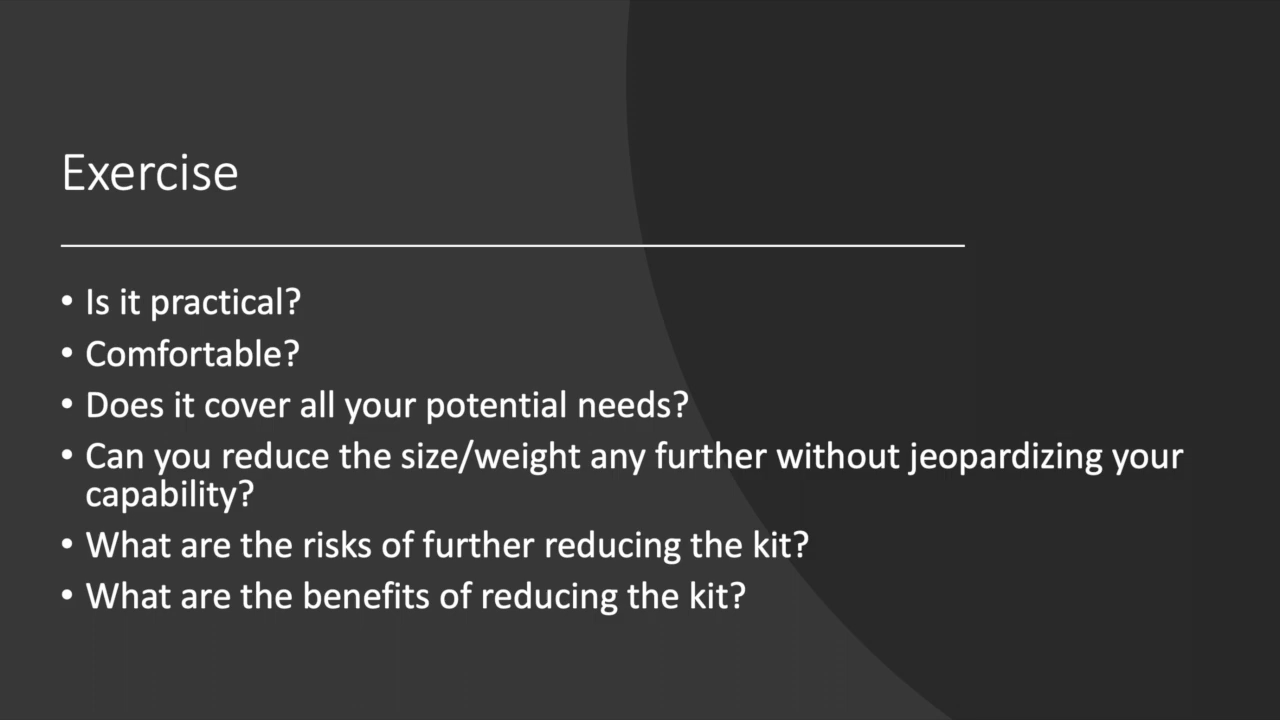 Exercise
• Is it practical?
• Comfortable?
• Does it cover all your potential needs?
• Can you reduce the size/weight any further without jeopardizing your
capability?
• What are the risks of further reducing the kit?
• What are the benefits of reducing the kit?